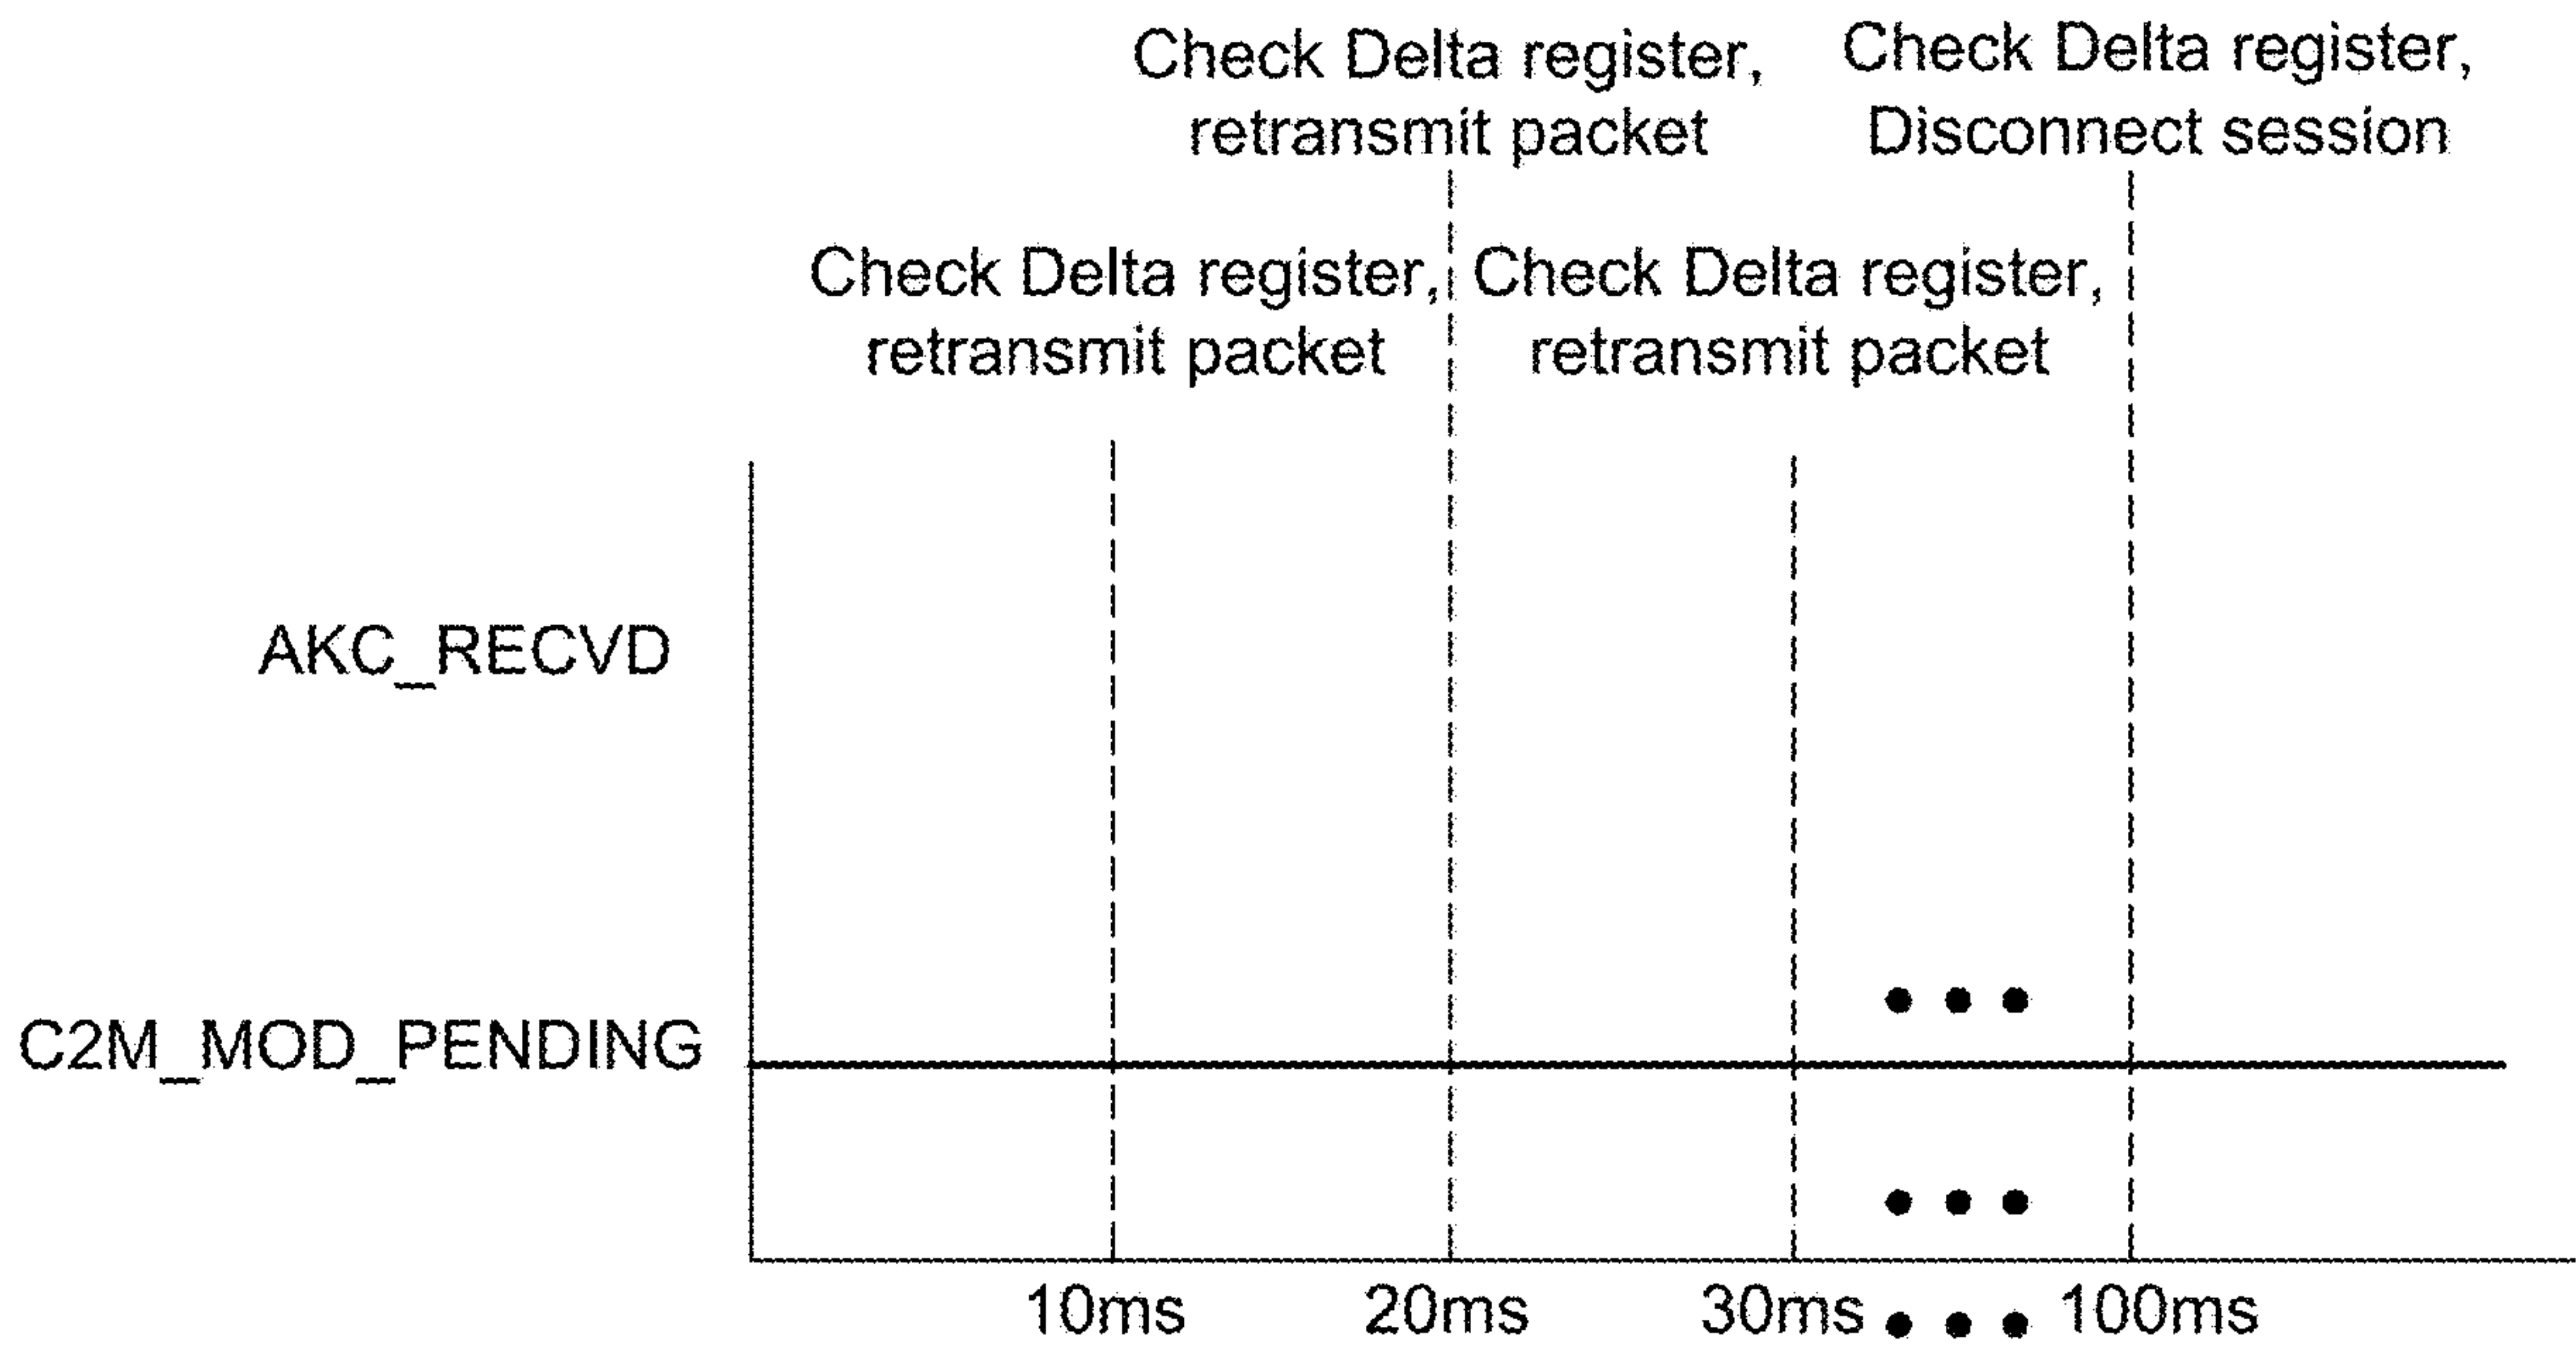 Check Delta register,
retransmit packet
Check Delta register,
Disconnect session
Check Delta register,
retransmit packet
Check Delta register,
retransmit packet
AKC_RECVD
C2M_MOD_PENDING
10ms
20ms
30ms
100ms